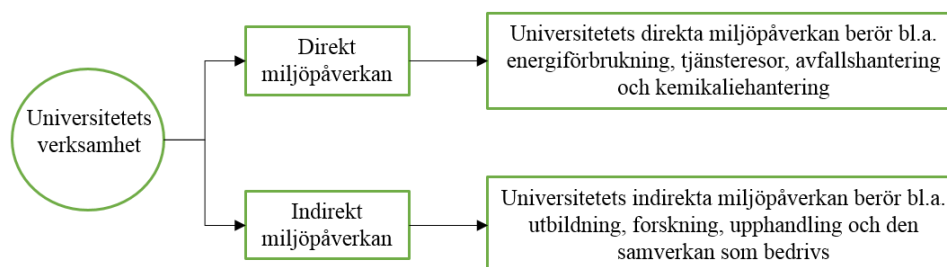 Universitetets
verksamhet
Direkt
miljöpåverkan
Universitetets direkta miljöpåverkan berör bl.a.
energiförbrukning, tjänsteresor, avfallshantering
och kemikaliehantering
Indirekt
miljöpåverkan
Universitetets indirekta miljöpåverkan berör bl.a.
utbildning, forskning, upphandling och den
samverkan som bedrivs